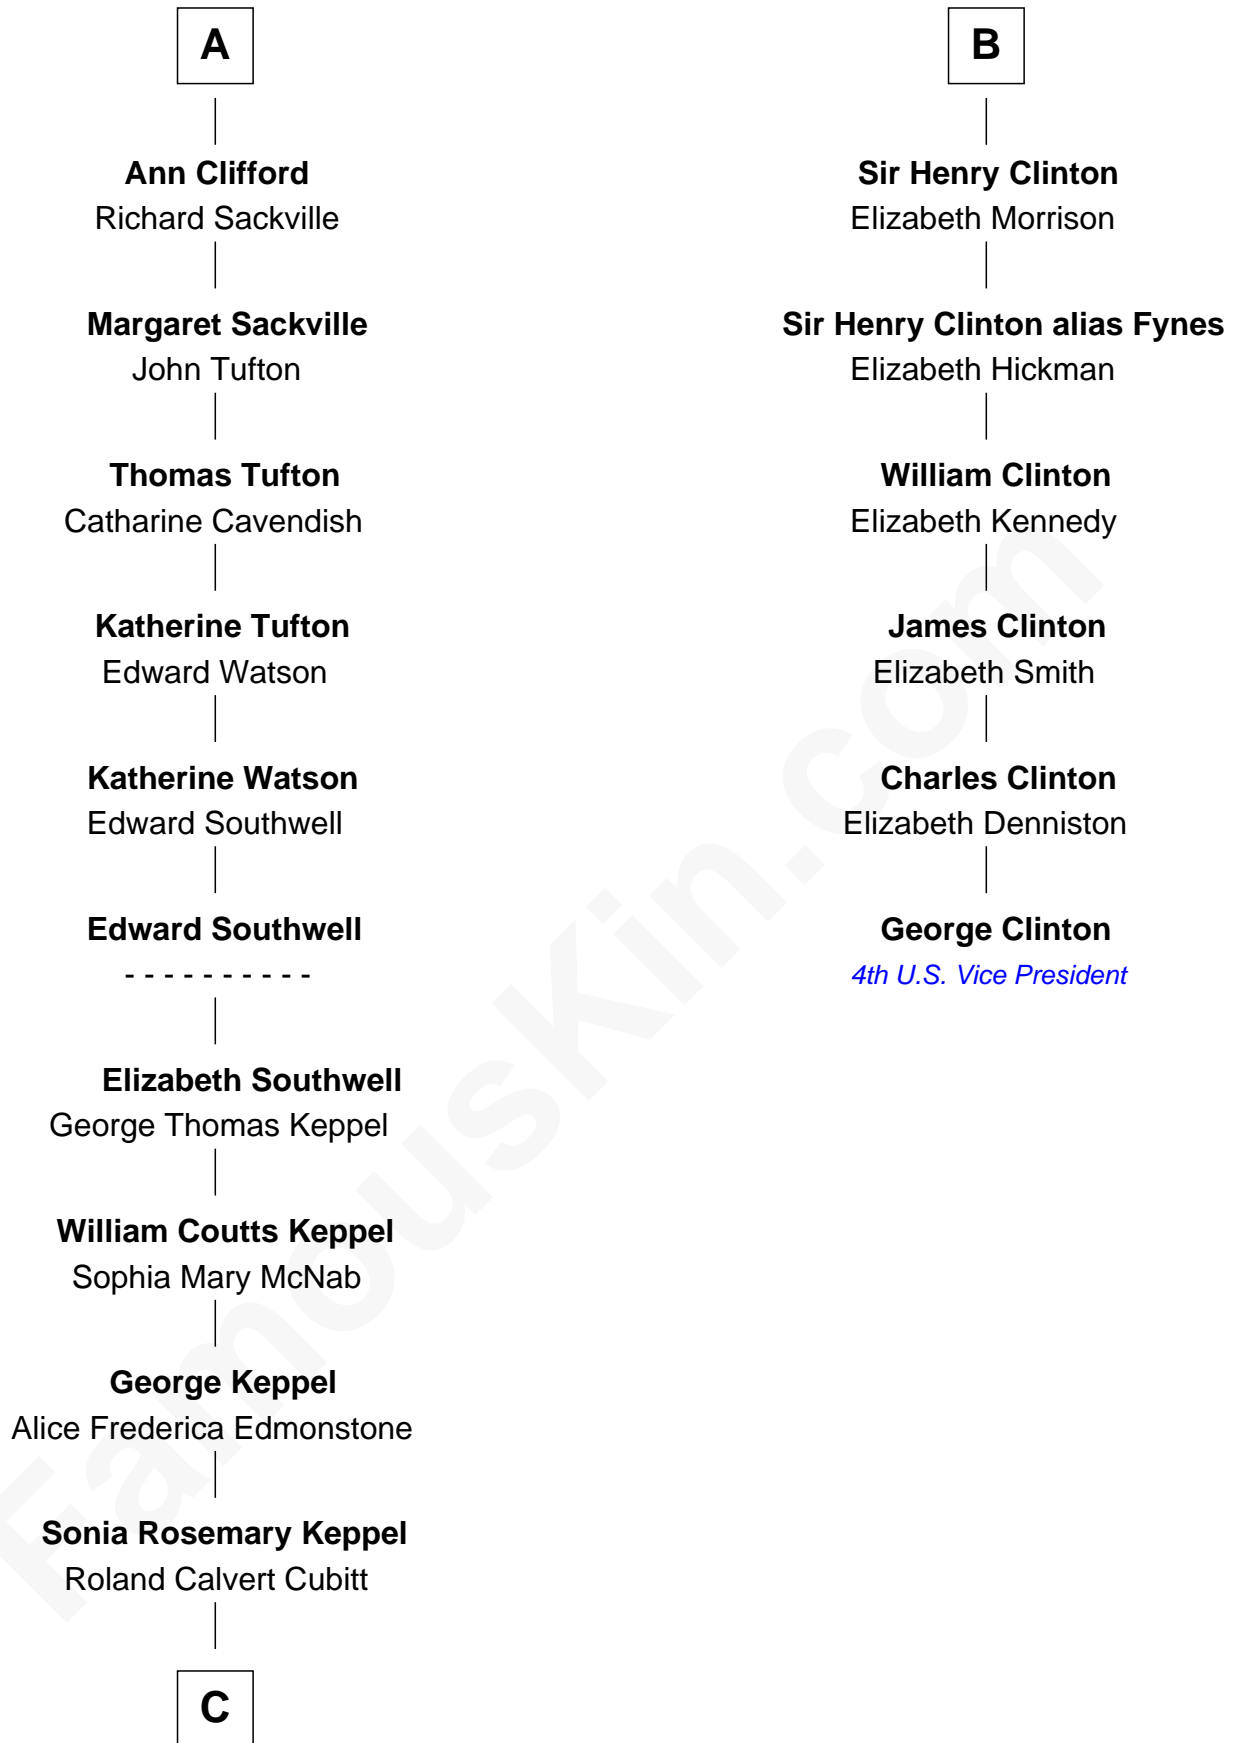 A
Ann Clifford
Richard Sackville
Margaret Sackville
John Tufton
Thomas Tufton
Catharine Cavendish
Katherine Tufton
Edward Watson
Katherine Watson
Edward Southwell
Edward Southwell
- - - - - - - - - -
Elizabeth Southwell
George Thomas Keppel
William Coutts Keppel
Sophia Mary McNab
George Keppel
Alice Frederica Edmonstone
Sonia Rosemary Keppel
Roland Calvert Cubitt
C
B
Sir Henry Clinton
Elizabeth Morrison
Sir Henry Clinton alias Fynes
Elizabeth Hickman
William Clinton
Elizabeth Kennedy
James Clinton
Elizabeth Smith
Charles Clinton
Elizabeth Denniston
George Clinton
4th U.S. Vice President
FamousKin.com